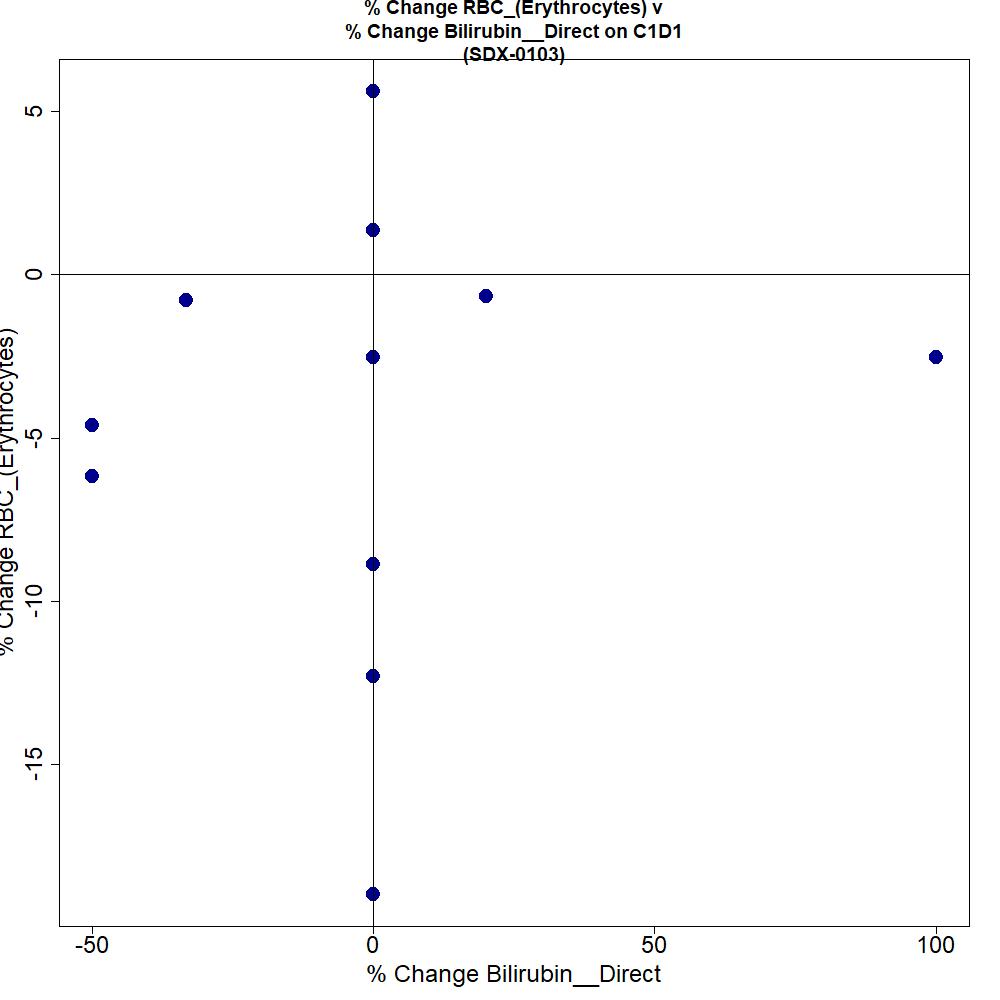 % Change RBC_(Erythrocytes) v
% Change Bilirubin__Direct on C1D1
(SDX-0103)
% Change RBC_(Erythrocytes)
5
0
-5
-10
-15
-50
0
50
100
% Change Bilirubin__Direct